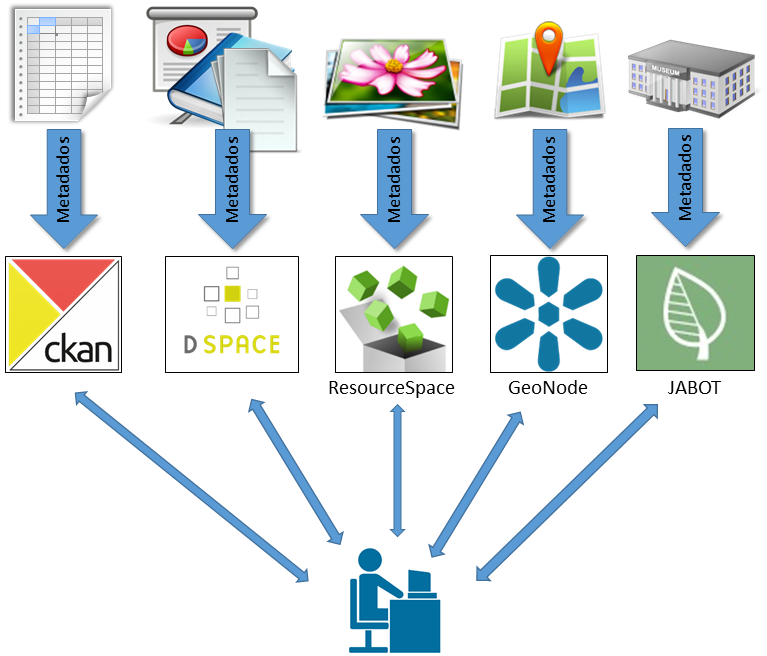 MUSEUM
Metadados
Metadados
Metadados
Metadados
Metadados
ckan
D SPACE
ResourceSpace
GeoNode
JABOT